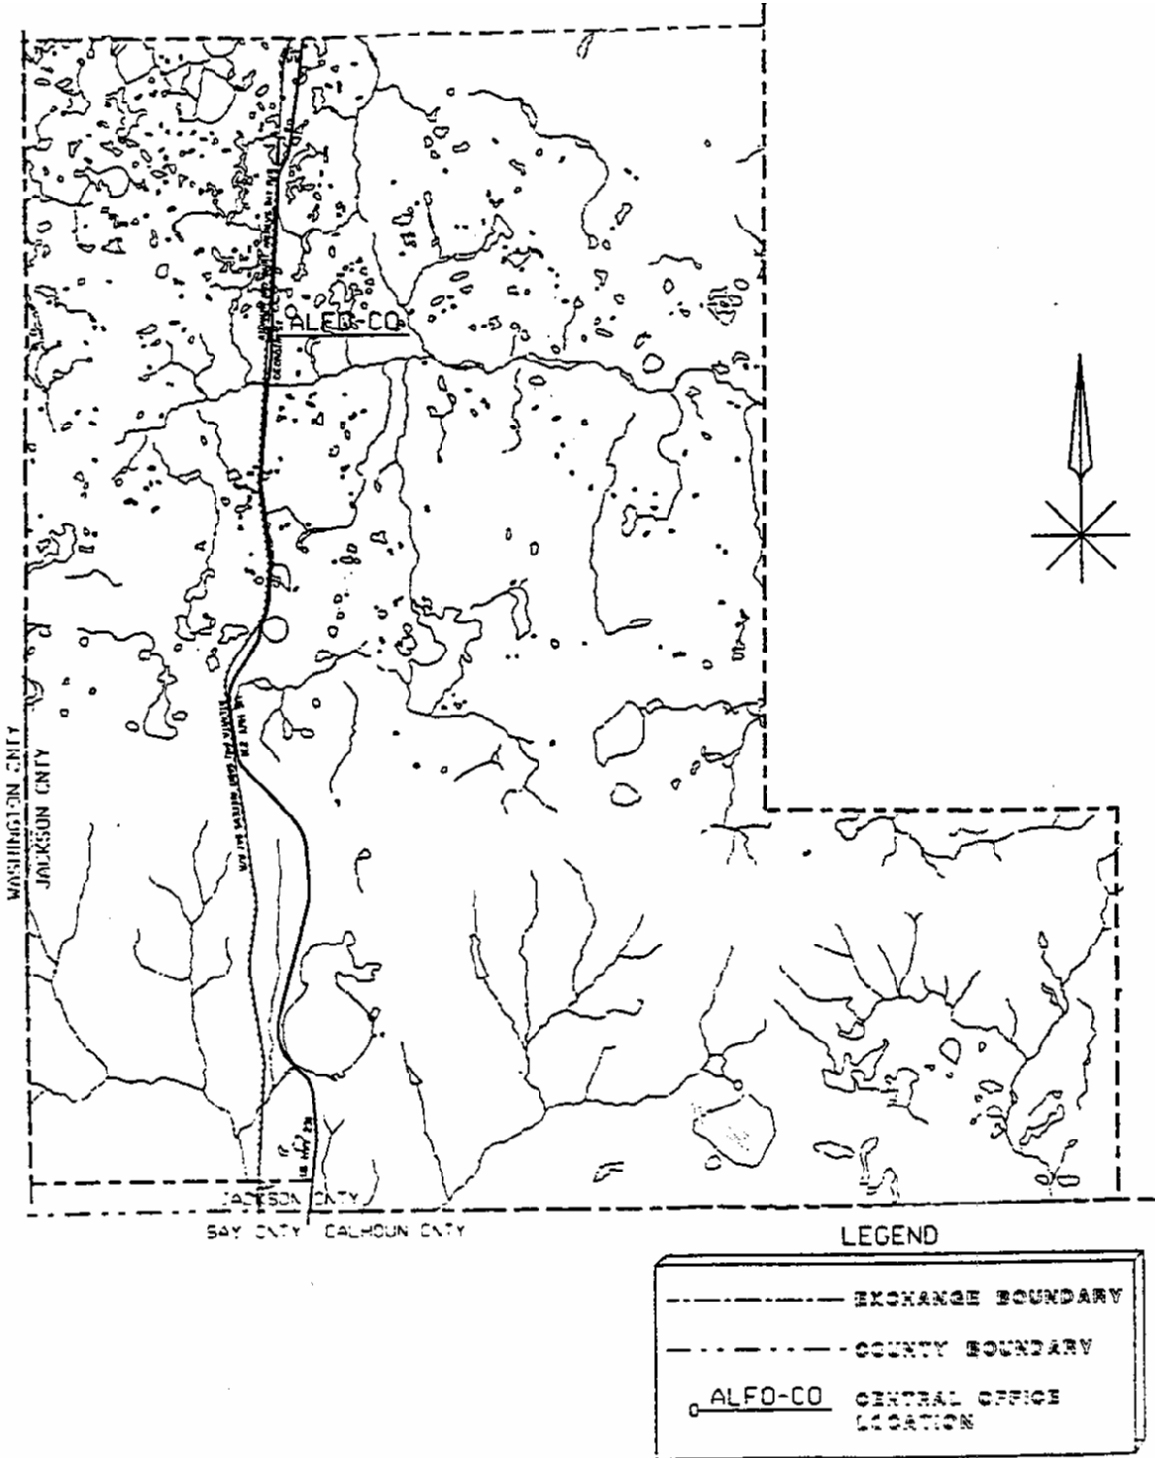 ALFO-CO
WASHINGTON CNTY
JACKSON CNTY
US HWY 231
JACKSON CNTY
BAY CNTY
CALHOUN CNTY
LEGEND
EXCHANGE BOUNDARY
COUNTY BOUNDARY
ALFO-CO
CENTRAL OFFICE
LOCATION